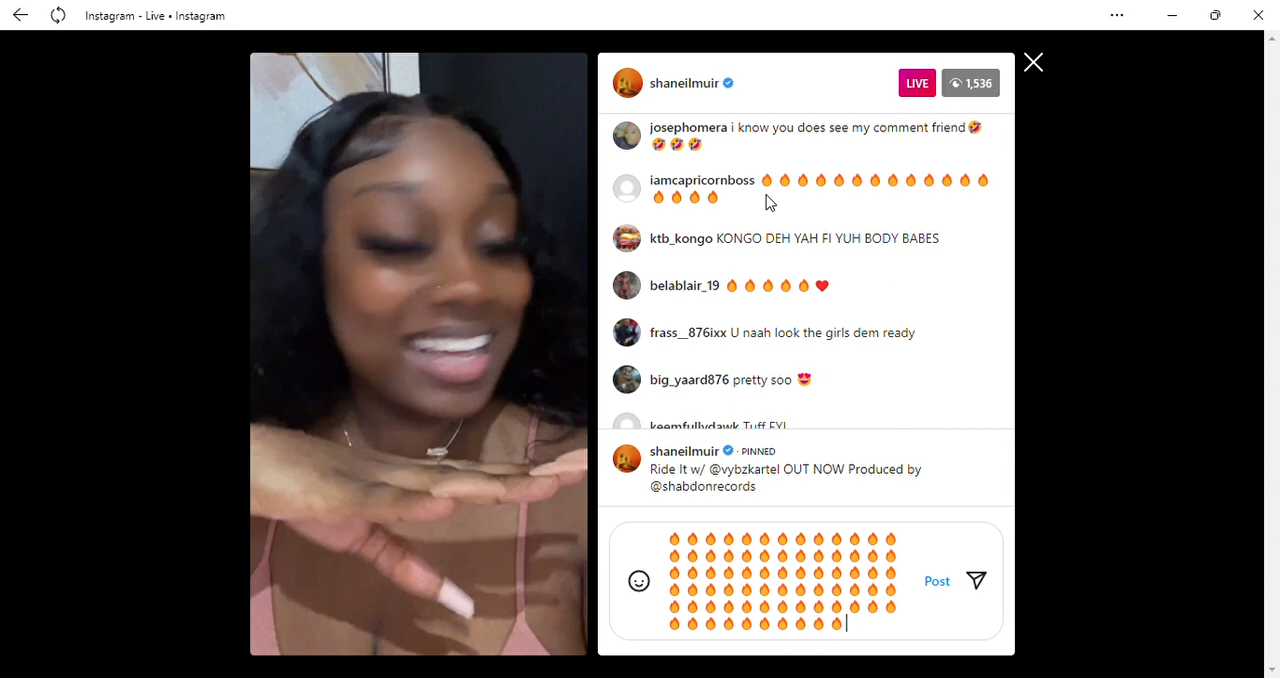 Instagram - Live • Instagram
shaneilmuir
LIVE
1,536
josephomera i know you does see my comment friend🤣
🤣🤣🤣
iamcapricornboss 🔥🔥🔥🔥🔥🔥🔥🔥🔥🔥🔥🔥🔥
🔥🔥🔥🔥
ktb_kongo KONGO DEH YAH FI YUH BODY BABES
belablair_19 🔥🔥🔥🔥🔥❤️
frass__876ixx U naah look the girls dem ready
big_yaard876 pretty soo 😍
keemfullydawk Tuff
shaneilmuir · PINNED
Ride It w/ @vybzkartel OUT NOW Produced by
@shabdonrecords
🔥🔥🔥🔥🔥🔥🔥🔥🔥🔥🔥🔥🔥
🔥🔥🔥🔥🔥🔥🔥🔥🔥🔥🔥🔥🔥
🔥🔥🔥🔥🔥🔥🔥🔥🔥🔥🔥🔥🔥
🔥🔥🔥🔥🔥🔥🔥🔥🔥🔥🔥🔥🔥
🔥🔥🔥🔥🔥🔥🔥🔥🔥🔥🔥🔥🔥
🔥🔥🔥🔥🔥🔥🔥🔥🔥🔥
Post